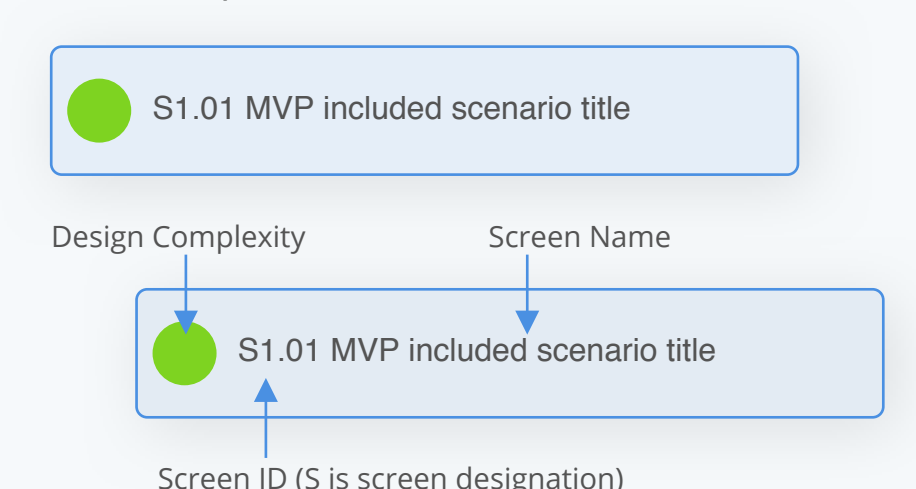 S1.01 MVP included scenario title
Design Complexity
Screen Name
S1.01 MVP included scenario title
Screen ID (S is screen designation)